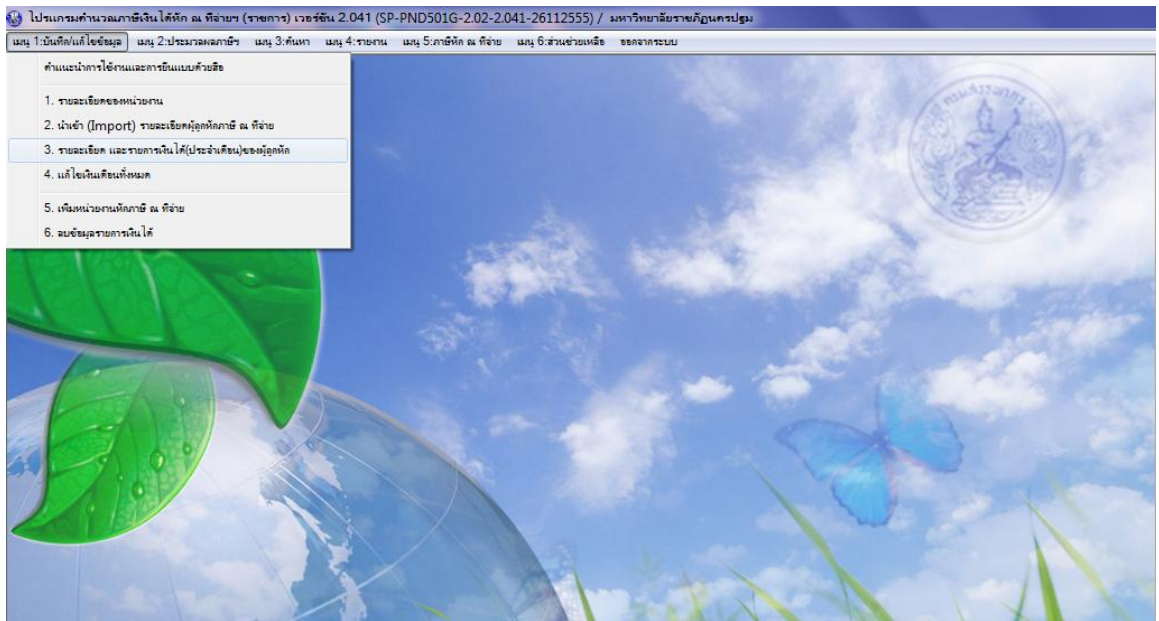 โปรแกรมคำนวณภาษีเงินได้หัก ณ ที่จ่ายฯ (ราชการ) เวอร์ชัน 2.041 (SP-PND501G-2.02-2.041-26112555) / มหาวิทยาลัยราชภัฏนครปฐม
เมนู 1:บันทึก/แก้ไขข้อมูล เมนู 2:ประมวลผลภาษีฯ เมนู 3:ค้นหา เมนู 4:รายงาน เมนู 5:ภาษีหัก ณ ที่จ่าย เมนู 6:ส่วนช่วยเหลือ ออกจากระบบ
คำแนะนำการใช้งานและการยื่นแบบด้วยสื่อ
1. รายละเอียดของหน่วยงาน
2. นำเข้า (Import) รายละเอียดผู้ถูกหักภาษี ณ ที่จ่าย
3. รายละเอียด และรายการเงินได้(ประจำเดือน)ของผู้ถูกหัก
4. แก้ไขเงินเดือนทั้งหมด
5. เพิ่มหน่วยงานหักภาษี ณ ที่จ่าย
6. ลบข้อมูลรายการเงินได้
กรมสรรพากร